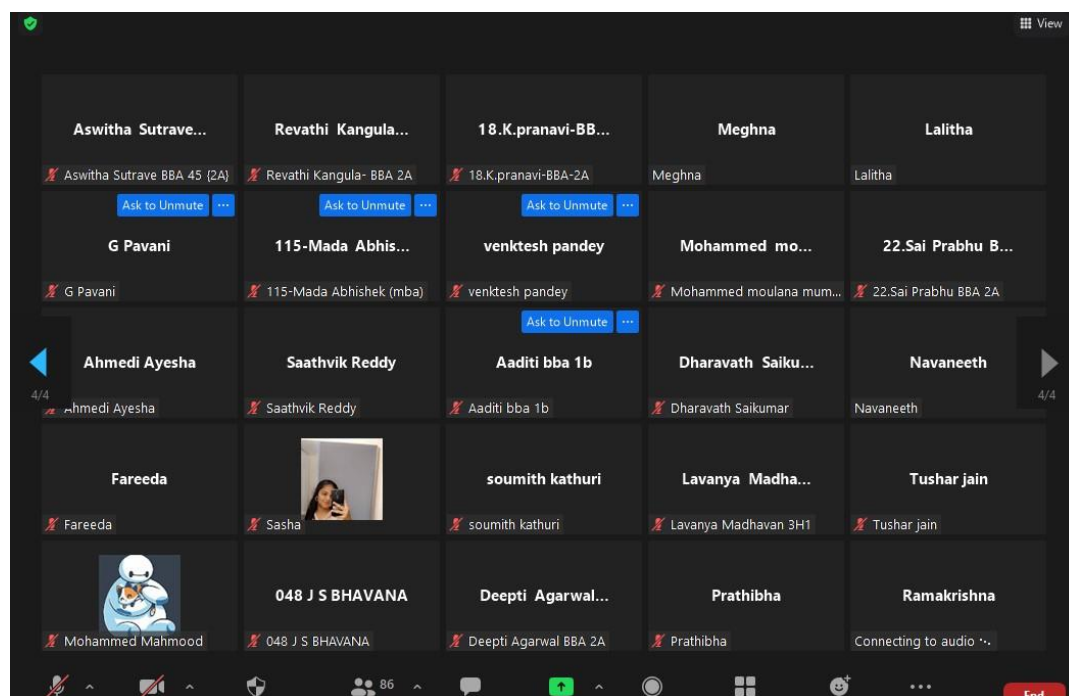 View
Aswitha Sutrave...
Revathi Kangula...
18.K.pranavi-BB...
Meghna
Lalitha
Aswitha Sutrave BBA 45 {2A}
Revathi Kangula- BBA 2A
18.K.pranavi-BBA-2A
Meghna
Lalitha
Ask to Unmute ...
Ask to Unmute ...
Ask to Unmute ...
G Pavani
115-Mada Abhis...
venktesh pandey
Mohammed mo...
22.Sai Prabhu B...
G Pavani
115-Mada Abhishek (mba)
venktesh pandey
Mohammed moulana mum...
22.Sai Prabhu BBA 2A
Ask to Unmute ...
Ahmedi Ayesha
Saathvik Reddy
Aaditi bba 1b
Dharavath Saiku...
Navaneeth
4/4
4/4
Ahmedi Ayesha
Saathvik Reddy
Aaditi bba 1b
Dharavath Saikumar
Navaneeth
Fareeda
soumith kathuri
Lavanya Madha...
Tushar jain
Fareeda
Sasha
soumith kathuri
Lavanya Madhavan 3H1
Tushar jain
048 J S BHAVANA
Deepti Agarwal...
Prathibha
Ramakrishna
Mohammed Mahmood
048 J S BHAVANA
Deepti Agarwal BBA 2A
Prathibha
Connecting to audio
86
End